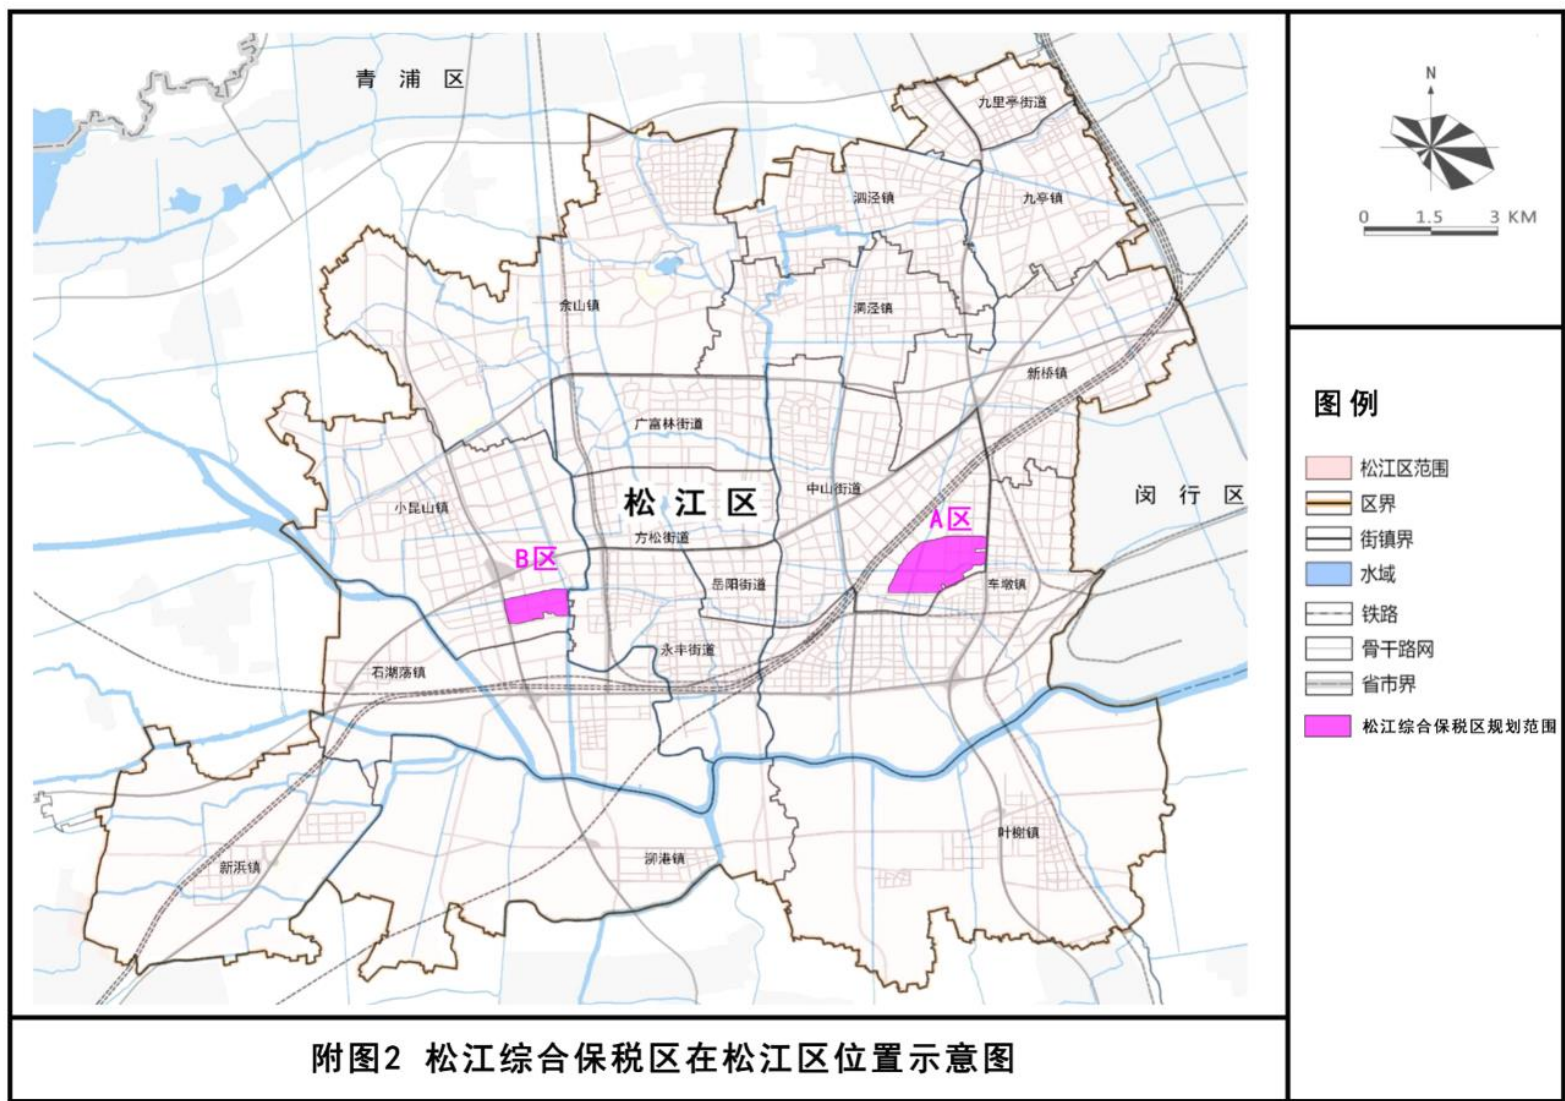 青浦区
九里亭街道
泗泾镇
九亭镇
佘山镇
洞泾镇
新桥镇
广富林街道
小昆山镇
松江区
中山街道
闵行区
A区
方松街道
B区
岳阳街道
车墩镇
永丰街道
石湖荡镇
叶榭镇
泖港镇
新浜镇
N
0 1.5 3 KM
图例
松江区范围
区界
街镇界
水域
铁路
骨干路网
省市界
松江综合保税区规划范围
附图2 松江综合保税区在松江区位置示意图